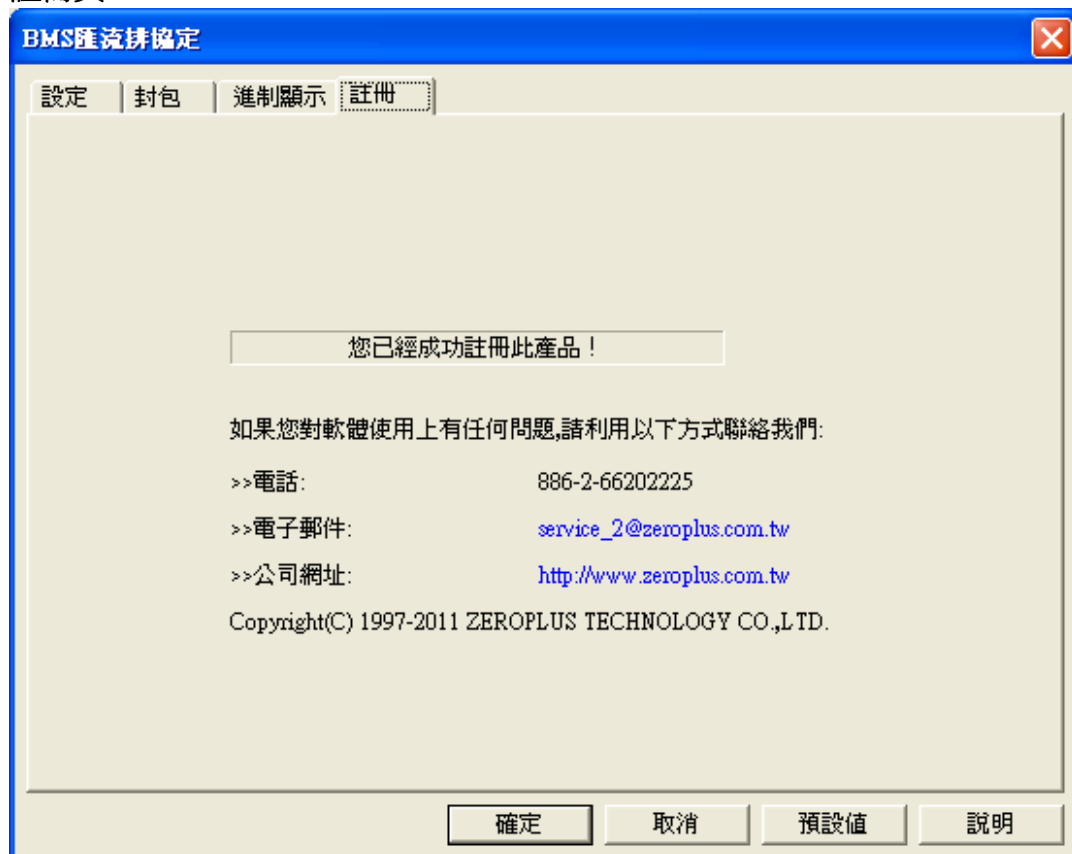 BMS匯流排協定
設定 封包 進制顯示 註冊
您已經成功註冊此產品！
如果您對軟體使用上有任何問題,請利用以下方式聯絡我們:
>>電話: 886-2-66202225
>>電子郵件: service_2@zeroplus.com.tw
>>公司網址: http://www.zeroplus.com.tw
Copyright(C) 1997-2011 ZEROPLUS TECHNOLOGY CO.,LTD.
確定 取消 預設值 說明